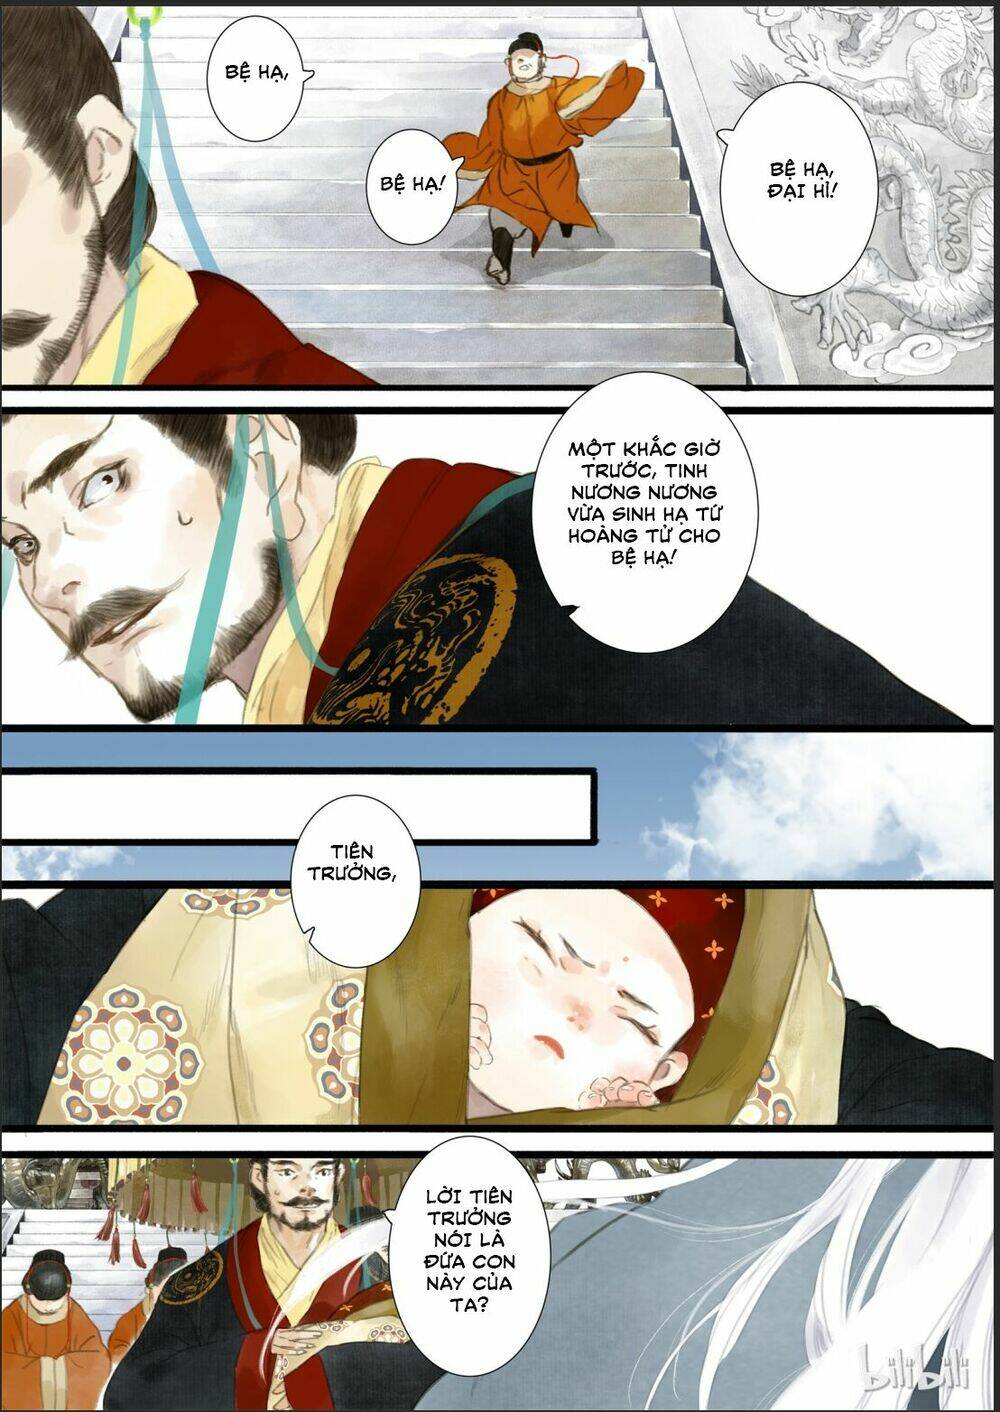 BỆ HẠ,
BỆ HẠ!
BỆ HẠ,
ĐẠI HỈ!
MỘT KHẮC GIỜ
TRƯỚC, TINH
NƯƠNG NƯƠNG
VỪA SINH HẠ TỨ
HOÀNG TỬ CHO
BỆ HẠ!
TIÊN
TRƯỞNG,
LỜI TIÊN
TRƯỞNG
NÓI LÀ
ĐỨA CON
NÀY CỦA
TA?
bilibili